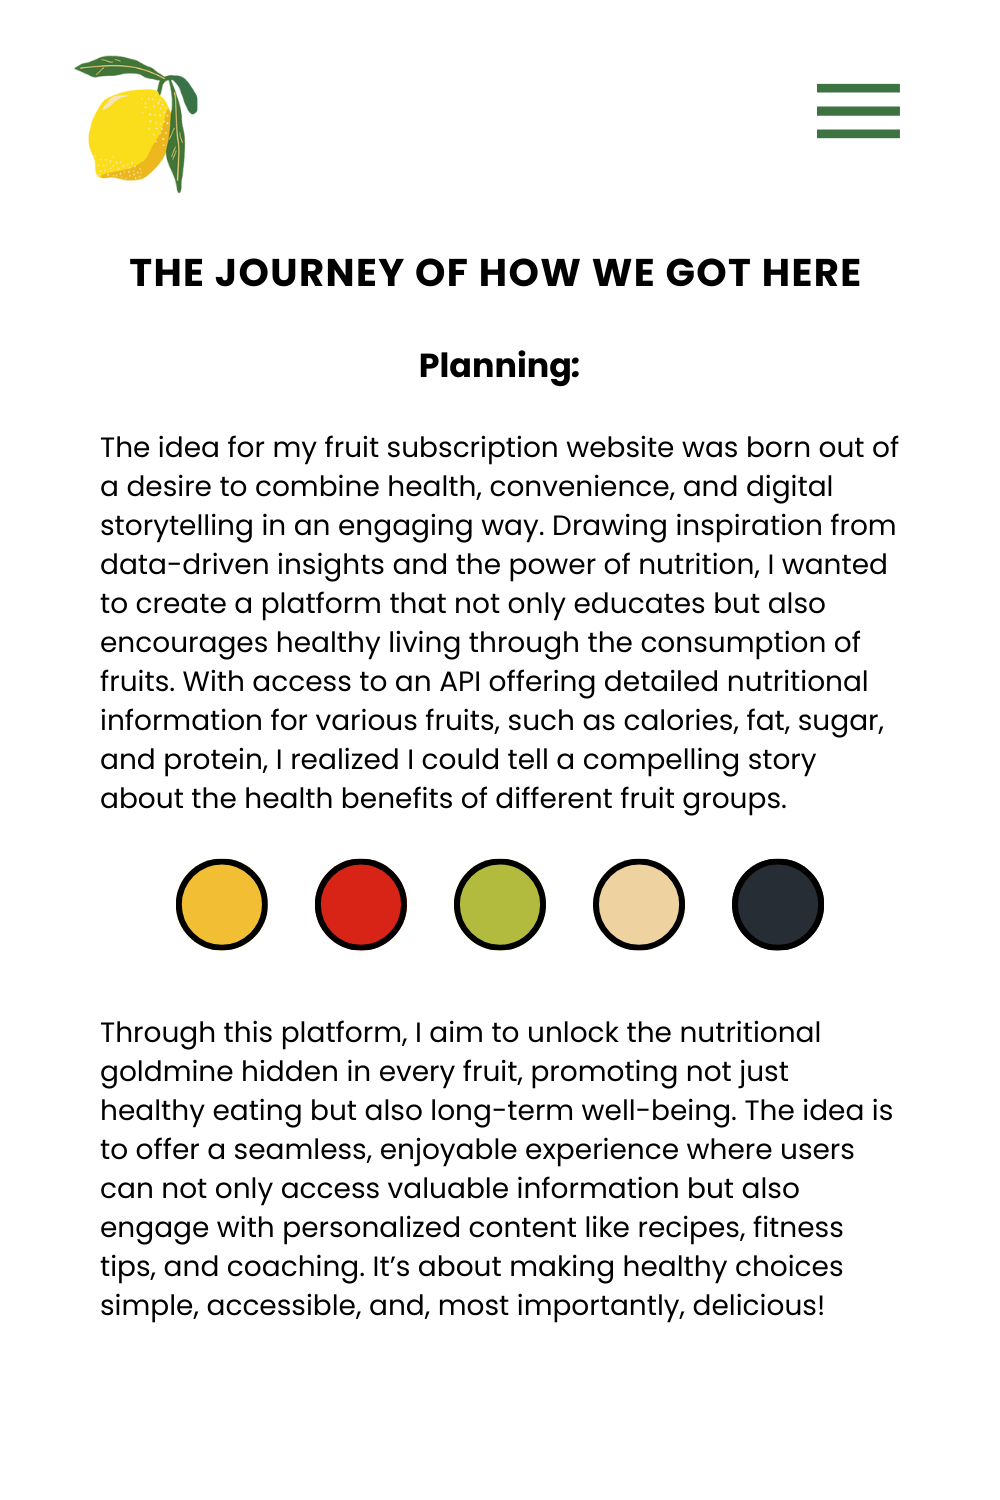 THE JOURNEY OF HOW WE GOT HERE
Planning:
The idea for my fruit subscription website was born out of
a desire to combine health, convenience, and digital
storytelling in an engaging way. Drawing inspiration from
data-driven insights and the power of nutrition, I wanted
to create a platform that not only educates but also
encourages healthy living through the consumption of
fruits. With access to an API offering detailed nutritional
information for various fruits, such as calories, fat, sugar,
and protein, I realized I could tell a compelling story
about the health benefits of different fruit groups.
Through this platform, I aim to unlock the nutritional
goldmine hidden in every fruit, promoting not just
healthy eating but also long-term well-being. The idea is
to offer a seamless, enjoyable experience where users
can not only access valuable information but also
engage with personalized content like recipes, fitness
tips, and coaching. It’s about making healthy choices
simple, accessible, and, most importantly, delicious!